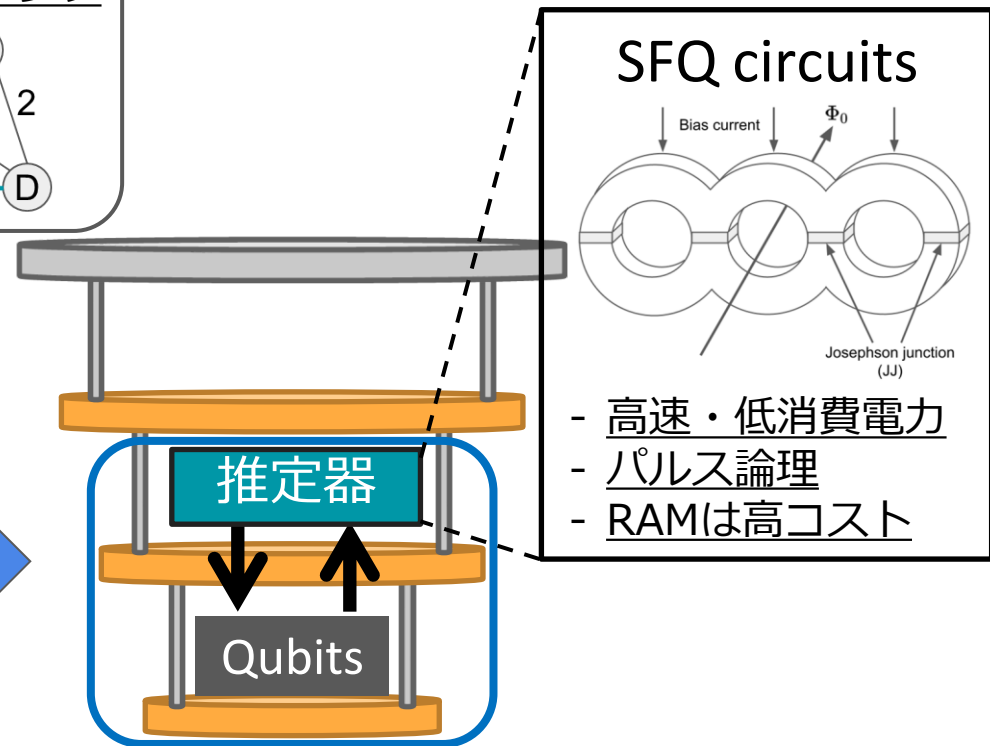 2
D
SFQ circuits
Bias current
Φ₀
Josephson junction
(JJ)
- 高速・低消費電力
- パルス論理
- RAMは高コスト
推定器
Qubits